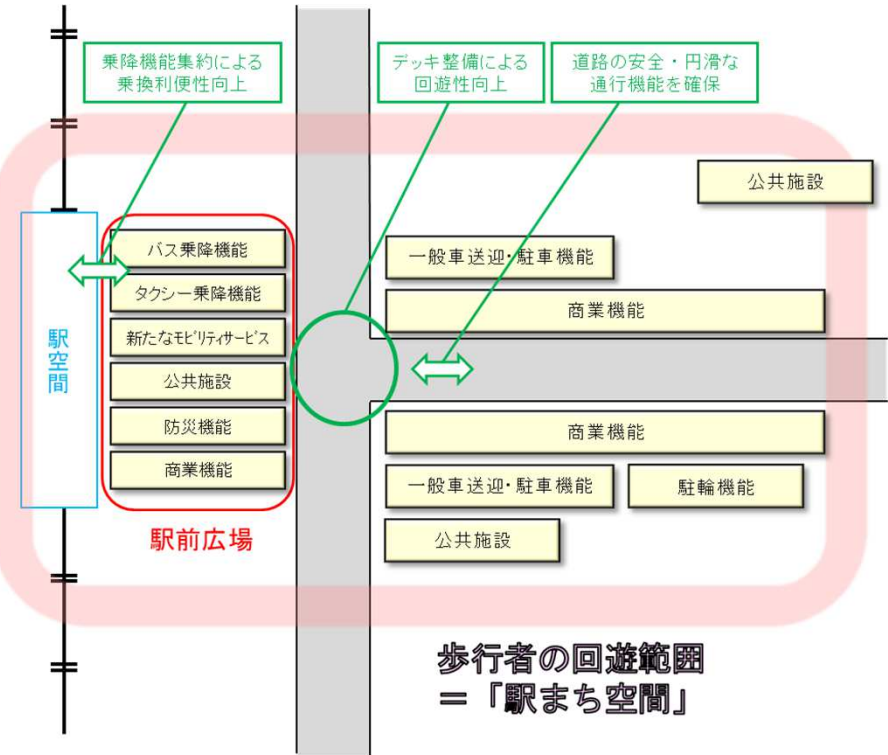 乗降機能集約による
乗換利便性向上
デッキ整備による
回遊性向上
道路の安全・円滑な
通行機能を確保
公共施設
駅空間
バス乗降機能
タクシー乗降機能
新たなモビリティサービス
公共施設
防災機能
商業機能
駅前広場
一般車送迎・駐車機能
商業機能
商業機能
一般車送迎・駐車機能
駐輪機能
公共施設
歩行者の回遊範囲
＝「駅まち空間」